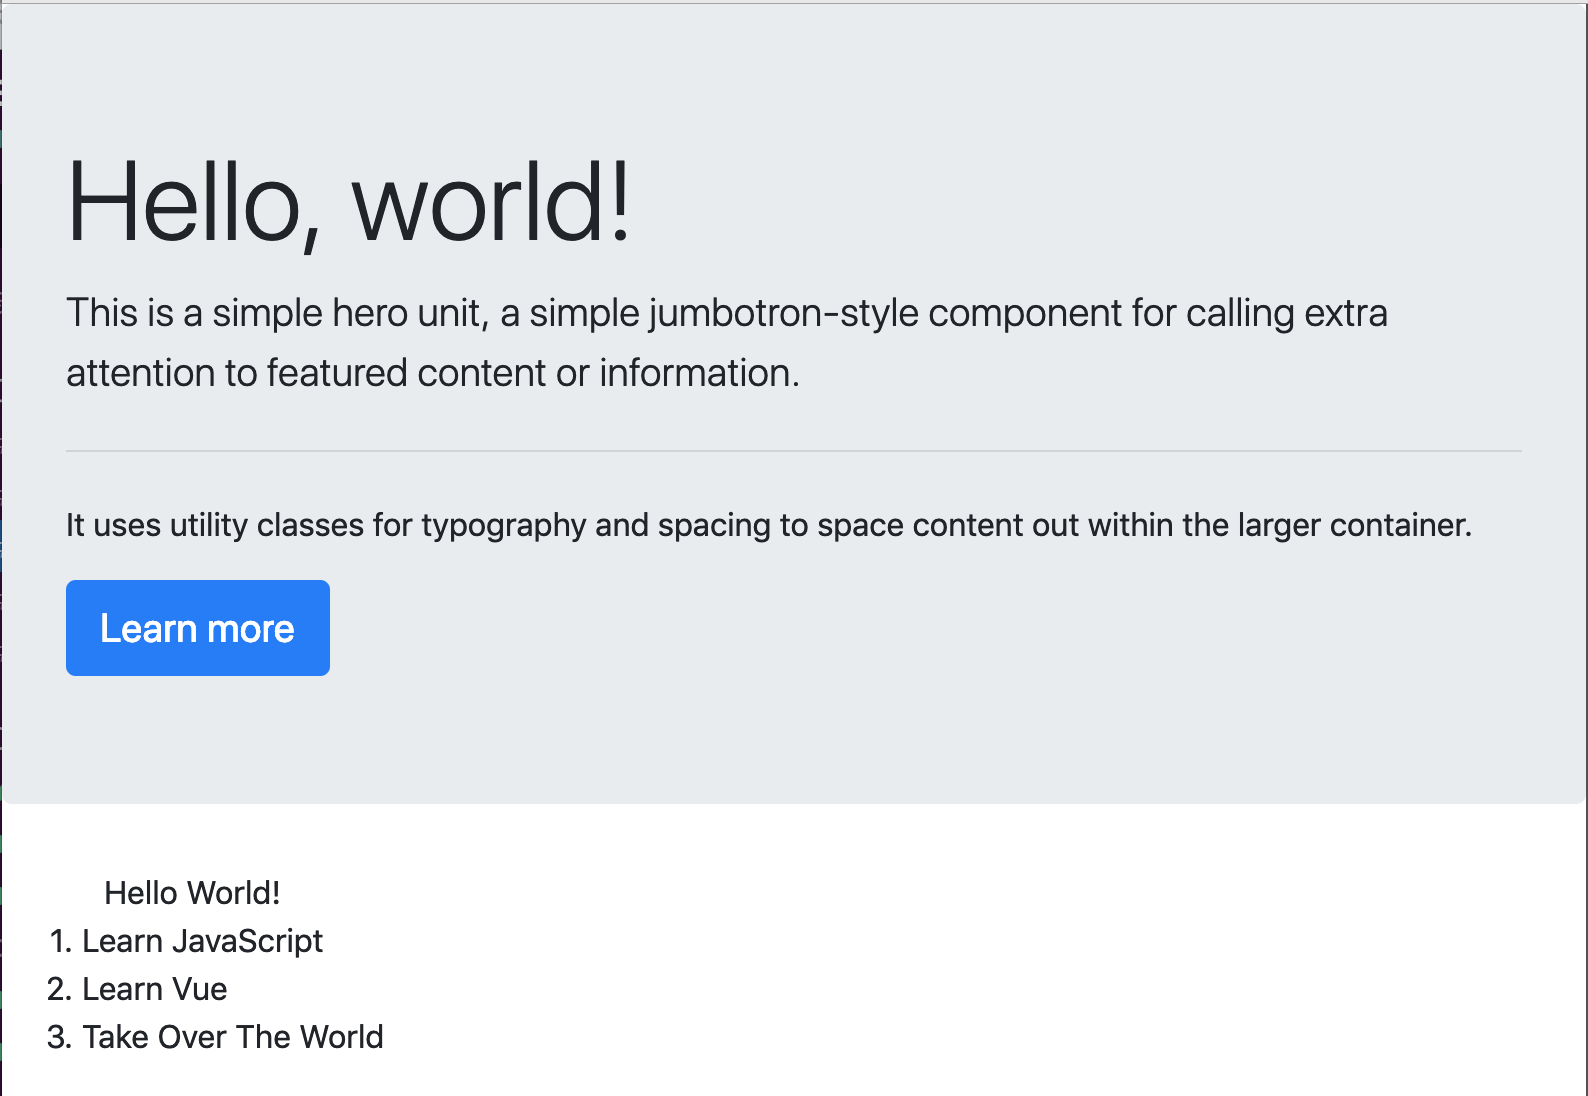 Hello, world!
This is a simple hero unit, a simple jumbotron-style component for calling extra
attention to featured content or information.
It uses utility classes for typography and spacing to space content out within the larger container.
Learn more
Hello World!
1. Learn JavaScript
2. Learn Vue
3. Take Over The World